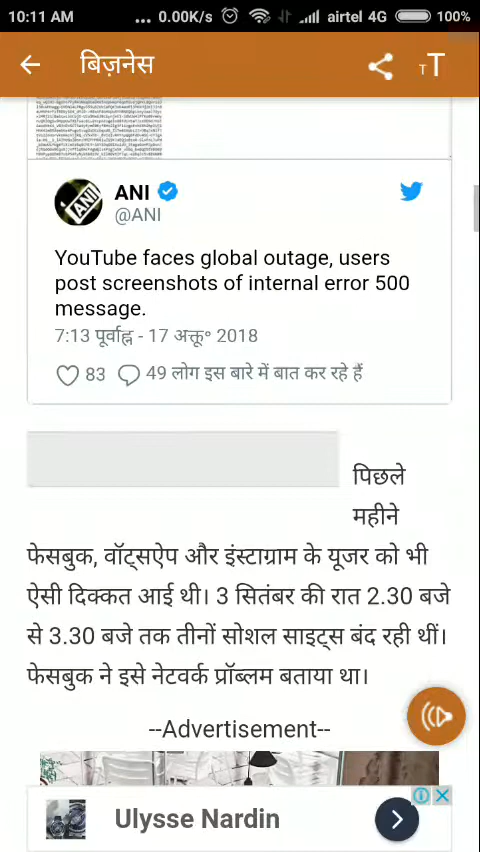 10:11 AM ... 0.00K/s airtel 4G 100%
बिज़नेस TT
ANI
@ANI
YouTube faces global outage, users
post screenshots of internal error 500
message.
7:13 पूर्वाह्न - 17 अक्तू॰ 2018
83 49 लोग इस बारे में बात कर रहे हैं
पिछले
महीने
फेसबुक, वॉट्सऐप और इंस्टाग्राम के यूजर को भी
ऐसी दिक्कत आई थी। 3 सितंबर की रात 2.30 बजे
से 3.30 बजे तक तीनों सोशल साइट्स बंद रही थीं।
फेसबुक ने इसे नेटवर्क प्रॉब्लम बताया था।
--Advertisement--
Ulysse Nardin